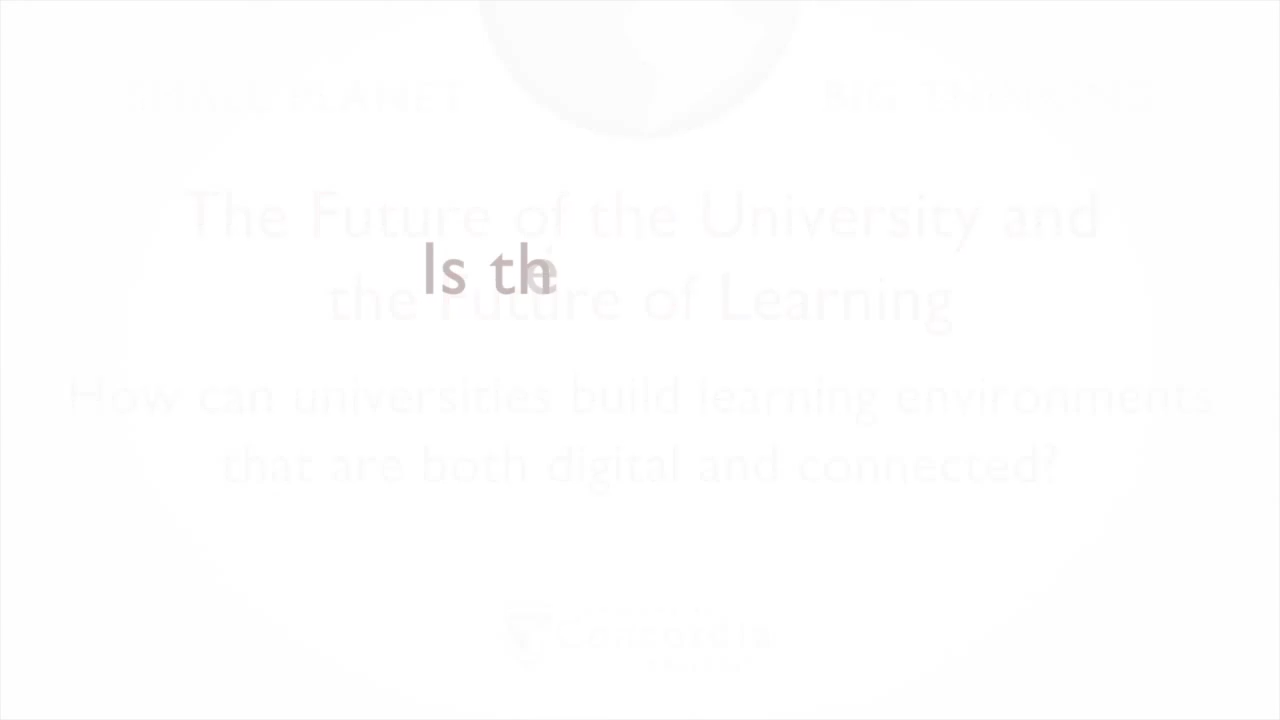 SMALL PLANET
BIG THINKING
The Future of the University and
Is the
the Future of Learning
How can universities build learning environments
that are both digital and connected?
Concordia